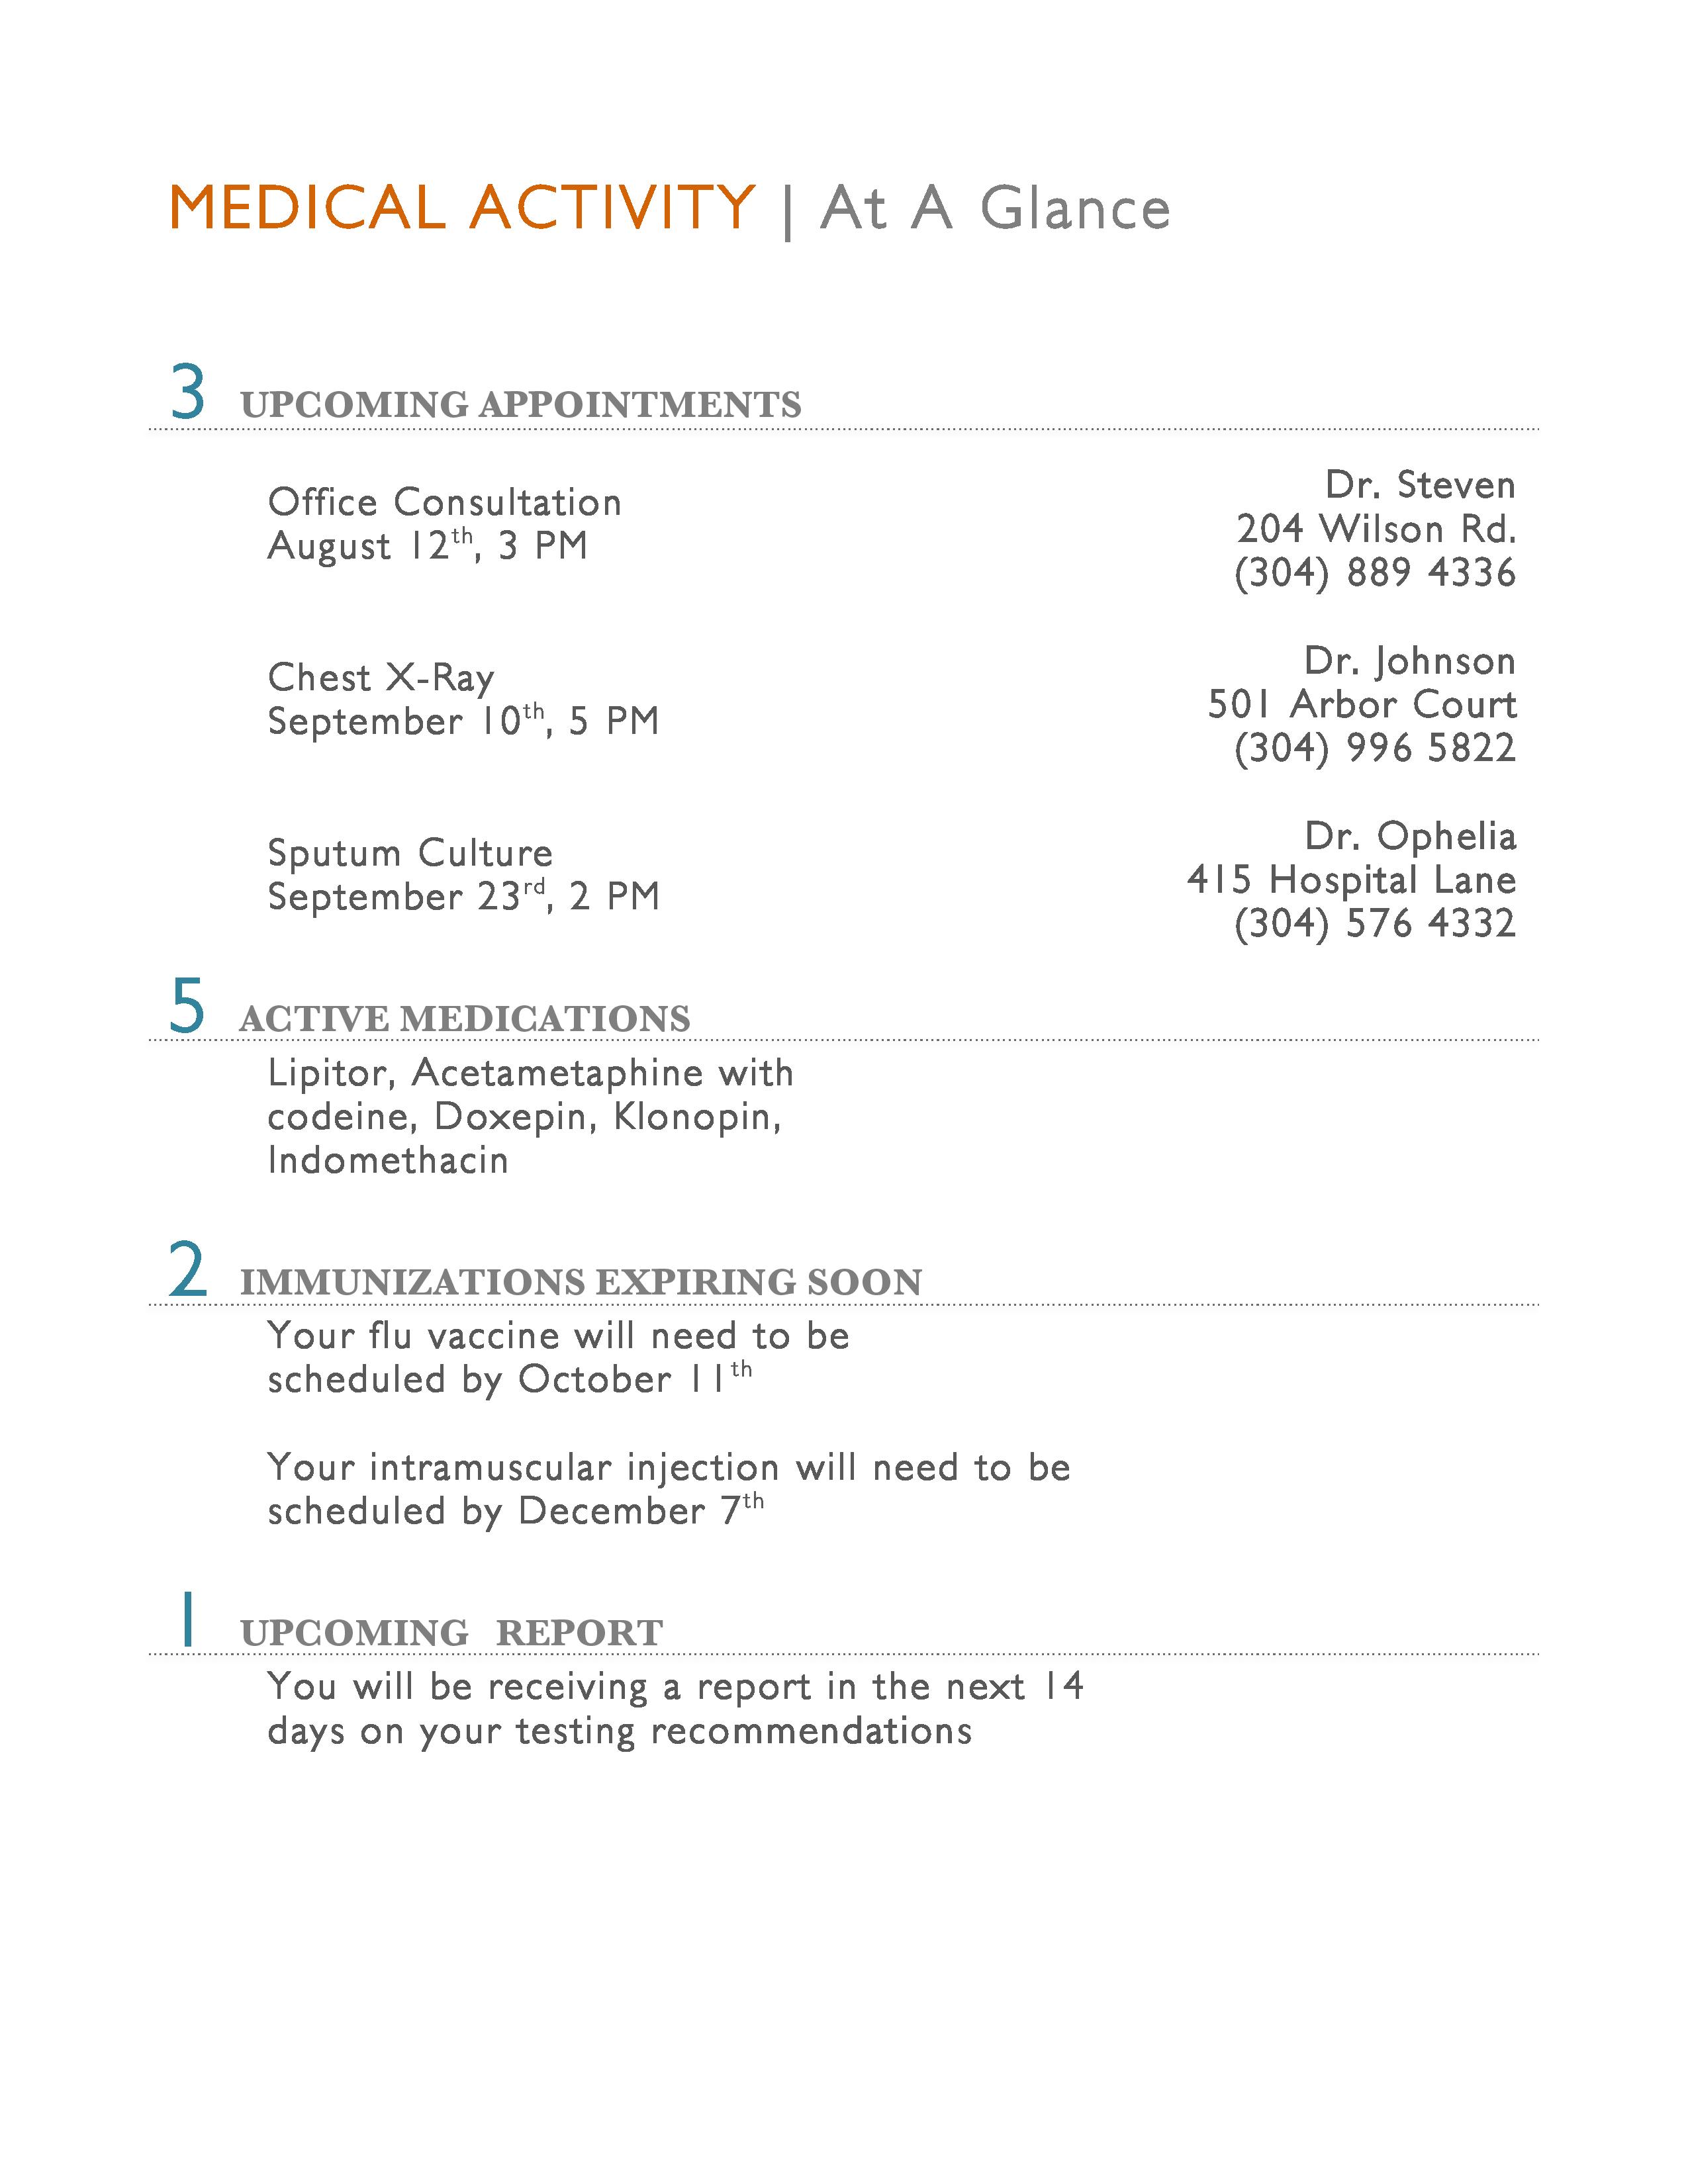 MEDICAL ACTIVITY | At A Glance
3 UPCOMING APPOINTMENTS
Office Consultation
August 12th, 3 PM
Dr. Steven
204 Wilson Rd.
(304) 889 4336
Chest X-Ray
September 10th, 5 PM
Dr. Johnson
501 Arbor Court
(304) 996 5822
Sputum Culture
September 23rd, 2 PM
Dr. Ophelia
415 Hospital Lane
(304) 576 4332
5 ACTIVE MEDICATIONS
Lipitor, Acetametaphine with
codeine, Doxepin, Klonopin,
Indomethacin
2 IMMUNIZATIONS EXPIRING SOON
Your flu vaccine will need to be
scheduled by October 11th
Your intramuscular injection will need to be
scheduled by December 7th
1 UPCOMING REPORT
You will be receiving a report in the next 14
days on your testing recommendations